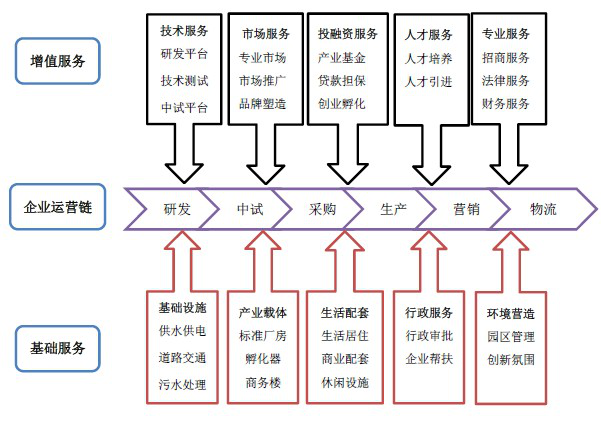 增值服务
技术服务
研发平台
技术测试
中试平台
市场服务
专业市场
市场推广
品牌塑造
投融资服务
产业基金
贷款担保
创业孵化
人才服务
人才培养
人才引进
专业服务
招商服务
法律服务
财务服务
企业运营链
研发
中试
采购
生产
营销
物流
基础服务
基础设施
供水供电
道路交通
污水处理
产业载体
标准厂房
孵化器
商务楼
生活配套
生活居住
商业配套
休闲设施
行政服务
行政审批
企业帮扶
环境营造
园区管理
创新氛围